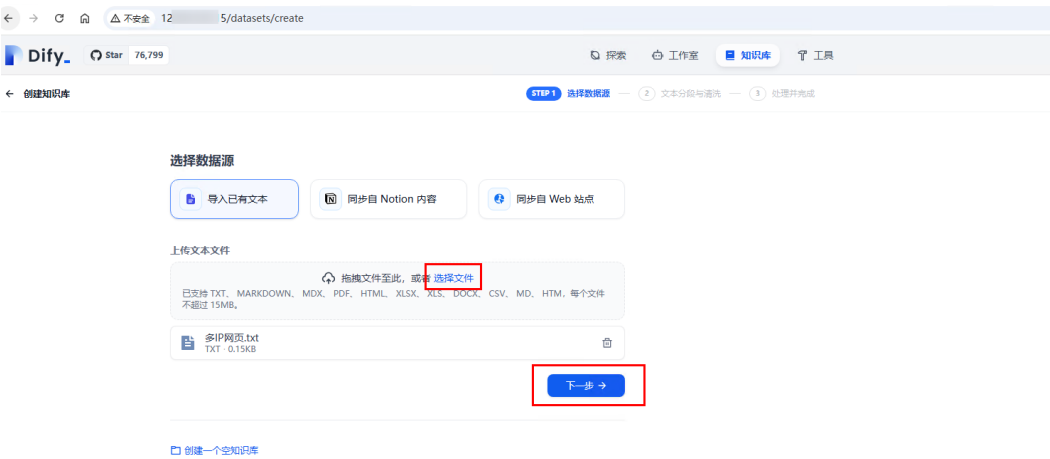 不安全 12 5/datasets/create
Dify_ Star 76,799 探索 工作室 知识库 工具
创建知识库 STEP 1 选择数据源 2 文本分段与清洗 3 处理并完成
选择数据源
导入已有文本 同步自 Notion 内容 同步自 Web 站点
上传文本文件
拖拽文件至此，或者 选择文件
已支持 TXT、 MARKDOWN、 MDX、 PDF、 HTML、 XLSX、 XLS、 DOCX、 CSV、 MD、 HTM，每个文件
不超过 15MB。
多IP网页.txt
TXT · 0.15KB
下一步 →
创建一个空知识库